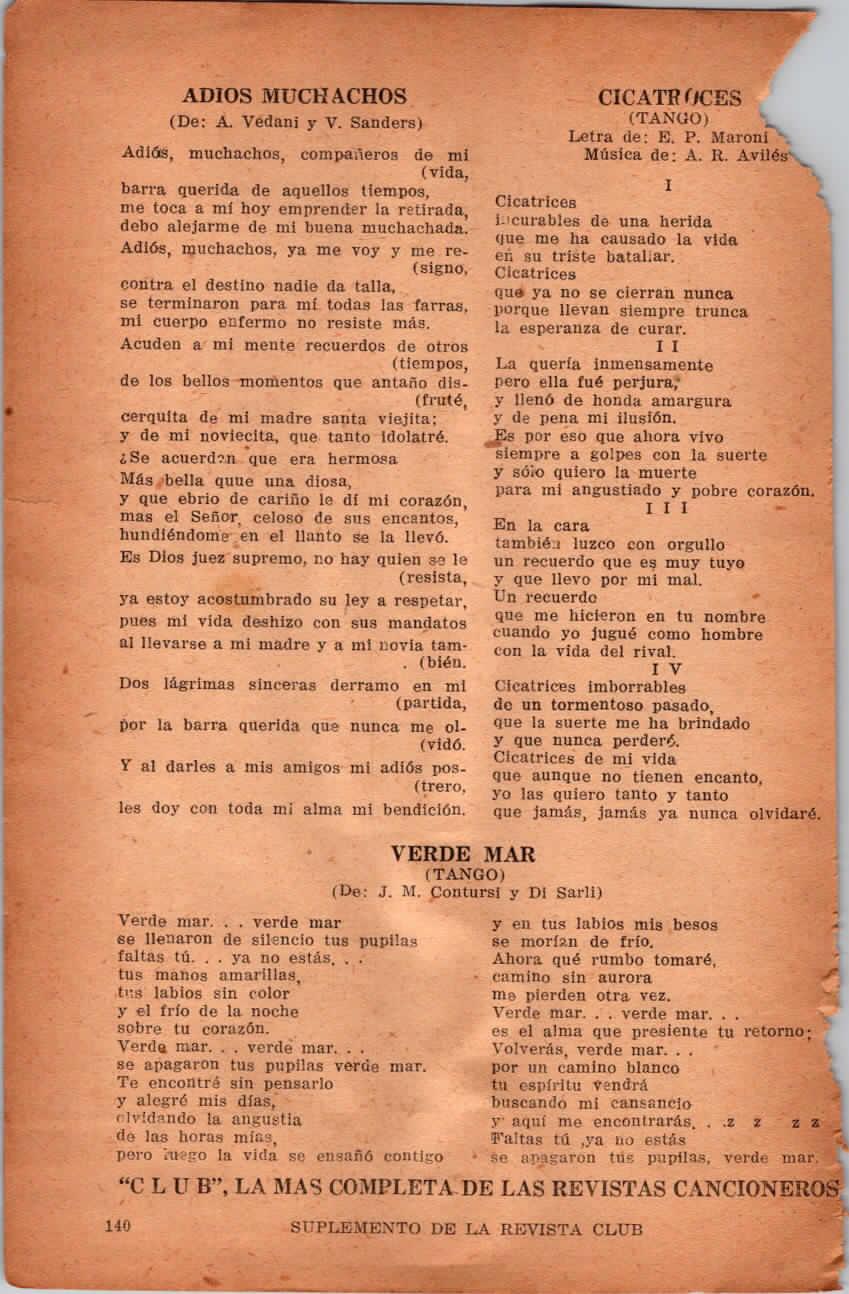 ADIOS MUCHACHOS
(De: A. Vedani y V. Sanders)
Adiós, muchachos, compañeros de mi
(vida,
barra querida de aquellos tiempos,
me toca a mí hoy emprender la retirada,
debo alejarme de mi buena muchachada.
Adiós, muchachos, ya me voy y me re-
(signo,
contra el destino nadie da talla,
se terminaron para mí todas las farras,
mi cuerpo enfermo no resiste más.
Acuden a mi mente recuerdos de otros
(tiempos,
de los bellos momentos que antaño dis-
(fruté,
cerquita de mi madre santa viejita;
y de mi noviecita, que tanto idolatré.
¿Se acuerdan que era hermosa
Más bella quue una diosa,
y que ebrio de cariño le dí mi corazón,
mas el Señor, celoso de sus encantos,
hundiéndome en el llanto se la llevó.
Es Dios juez supremo, no hay quien se le
(resista,
ya estoy acostumbrado su ley a respetar,
pues mi vida deshizo con sus mandatos
al llevarse a mi madre y a mi novia tam-
(bién.
Dos lágrimas sinceras derramo en mi
(partida,
por la barra querida que nunca me ol-
(vidó.
Y al darles a mis amigos mi adiós pos-
(trero,
les doy con toda mi alma mi bendición.
CICATRICES
(TANGO)
Letra de: E. P. Maroni
Música de: A. R. Avilés
I
Cicatrices
incurables de una herida
que me ha causado la vida
en su triste batallar.
Cicatrices
que ya no se cierran nunca
porque llevan siempre trunca
la esperanza de curar.
I I
La quería inmensamente
pero ella fué perjura,
y llenó de honda amargura
y de pena mi ilusión.
Es por eso que ahora vivo
siempre a golpes con la suerte
y sólo quiero la muerte
para mi angustiado y pobre corazón.
I I I
En la cara
también luzco con orgullo
un recuerdo que es muy tuyo
y que llevo por mi mal.
Un recuerdo
que me hicieron en tu nombre
cuando yo jugué como hombre
con la vida del rival.
I V
Cicatrices imborrables
de un tormentoso pasado,
que la suerte me ha brindado
y que nunca perderé.
Cicatrices de mi vida
que aunque no tienen encanto,
yo las quiero tanto y tanto
que jamás, jamás ya nunca olvidaré.
VERDE MAR
(TANGO)
(De: J. M. Contursi y Di Sarli)
Verde mar. . . verde mar
se llenaron de silencio tus pupilas
faltas tú. . . ya no estás. . .
tus manos amarillas,
tus labios sin color
y el frío de la noche
sobre tu corazón.
Verde mar. . . verde mar. . .
se apagaron tus pupilas verde mar.
Te encontré sin pensarlo
y alegré mis días,
olvidando la angustia
de las horas mías,
pero luego la vida se ensañó contigo
y en tus labios mis besos
se morían de frío.
Ahora qué rumbo tomaré,
camino sin aurora
me pierden otra vez.
Verde mar. . . verde mar. . .
es el alma que presiente tu retorno;
Volverás, verde mar. . .
por un camino blanco
tu espíritu vendrá
buscando mi cansancio
y aquí me encontrarás. . .z z z z
Faltas tú ,ya no estás
se apagaron tus pupilas, verde mar.
"C L U B", LA MAS COMPLETA DE LAS REVISTAS CANCIONEROS
140 SUPLEMENTO DE LA REVISTA CLUB